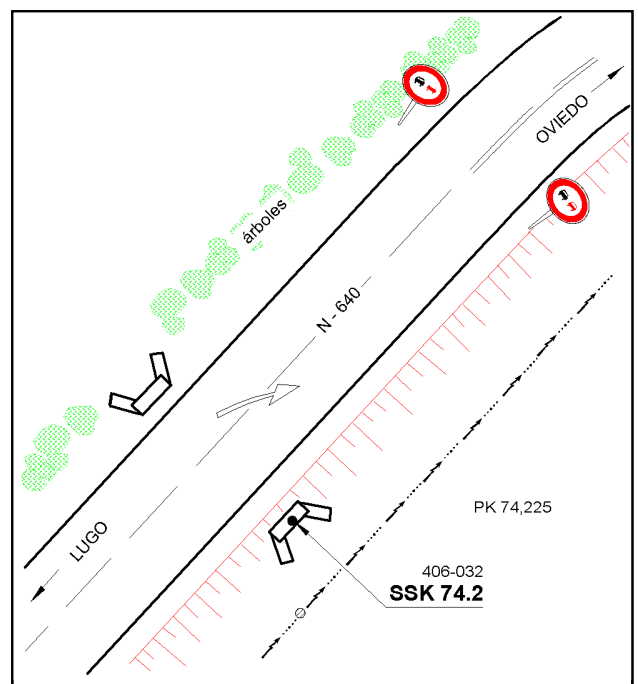 OVIEDO
árboles
N - 640
LUGO
PK 74,225
406-032
SSK 74.2